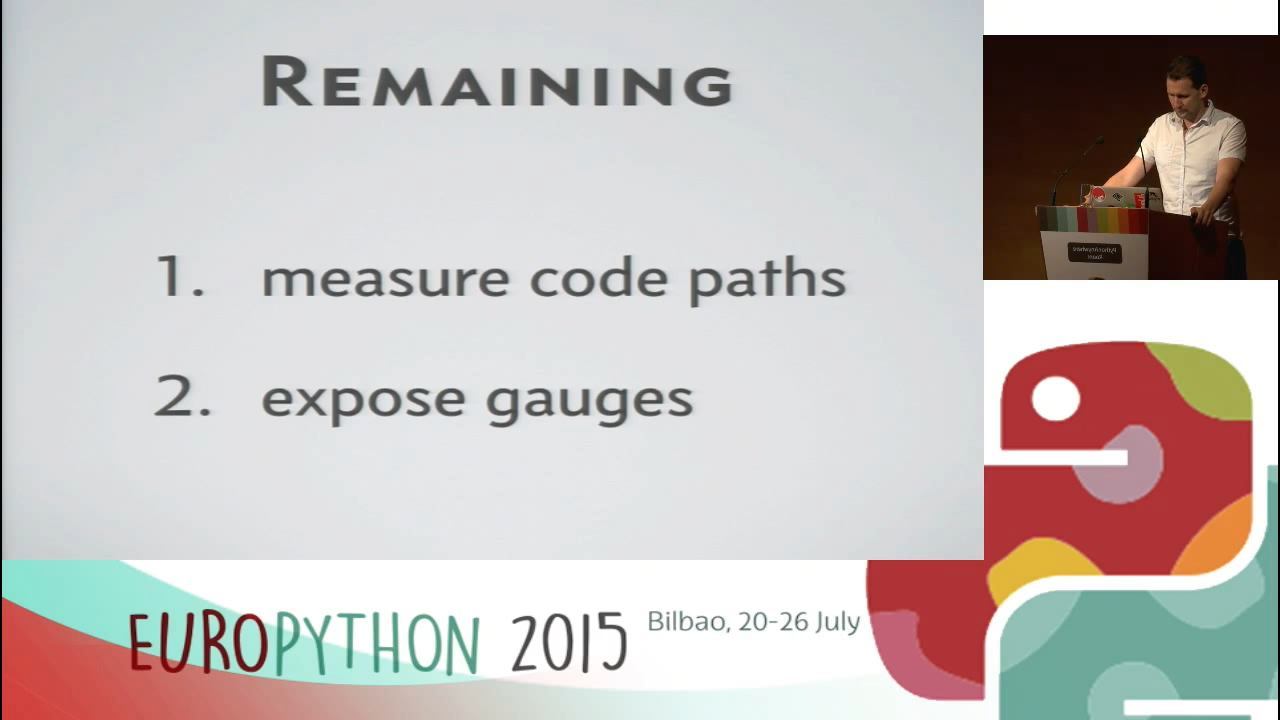 REMAINING
1. measure code paths
2. expose gauges
EUROPYTHON 2015
Bilbao, 20-26 July